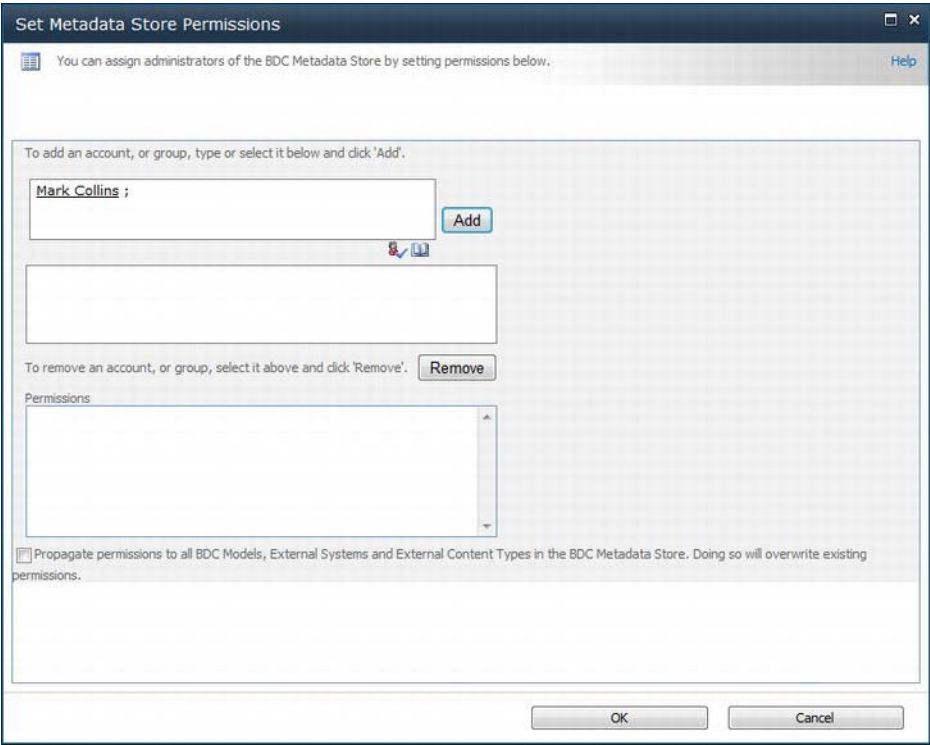 Set Metadata Store Permissions
You can assign administrators of the BDC Metadata Store by setting permissions below.
Help
To add an account, or group, type or select it below and click 'Add'.
Mark Collins ;
Add
To remove an account, or group, select it above and click 'Remove'.
Remove
Permissions
Propagate permissions to all BDC Models, External Systems and External Content Types in the BDC Metadata Store. Doing so will overwrite existing
permissions.
OK
Cancel